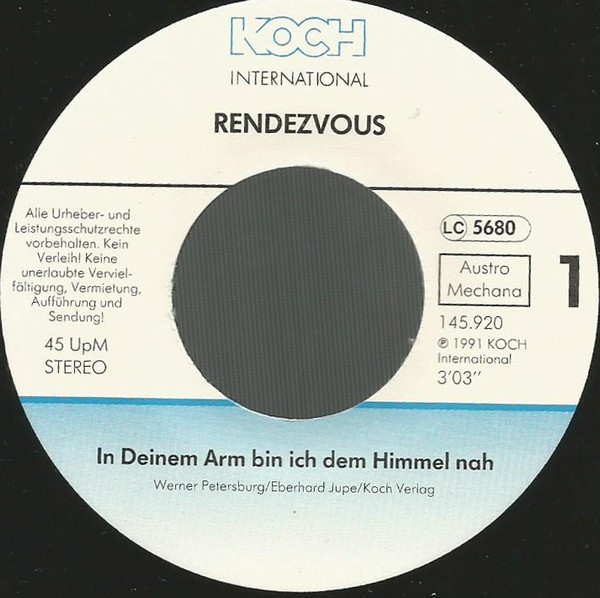 KOCH
INTERNATIONAL
RENDEZVOUS
Alle Urheber- und
Leistungsschutzrechte
vorbehalten. Kein
Verleih! Keine
unerlaubte Verviel-
fältigung, Vermietung,
Aufführung und
Sendung!
45 UpM
STEREO
LC 5680
Austro
Mechana
1
145.920
℗ 1991 KOCH
International
3'03"
In Deinem Arm bin ich dem Himmel nah
Werner Petersburg/Eberhard Jupe/Koch Verlag